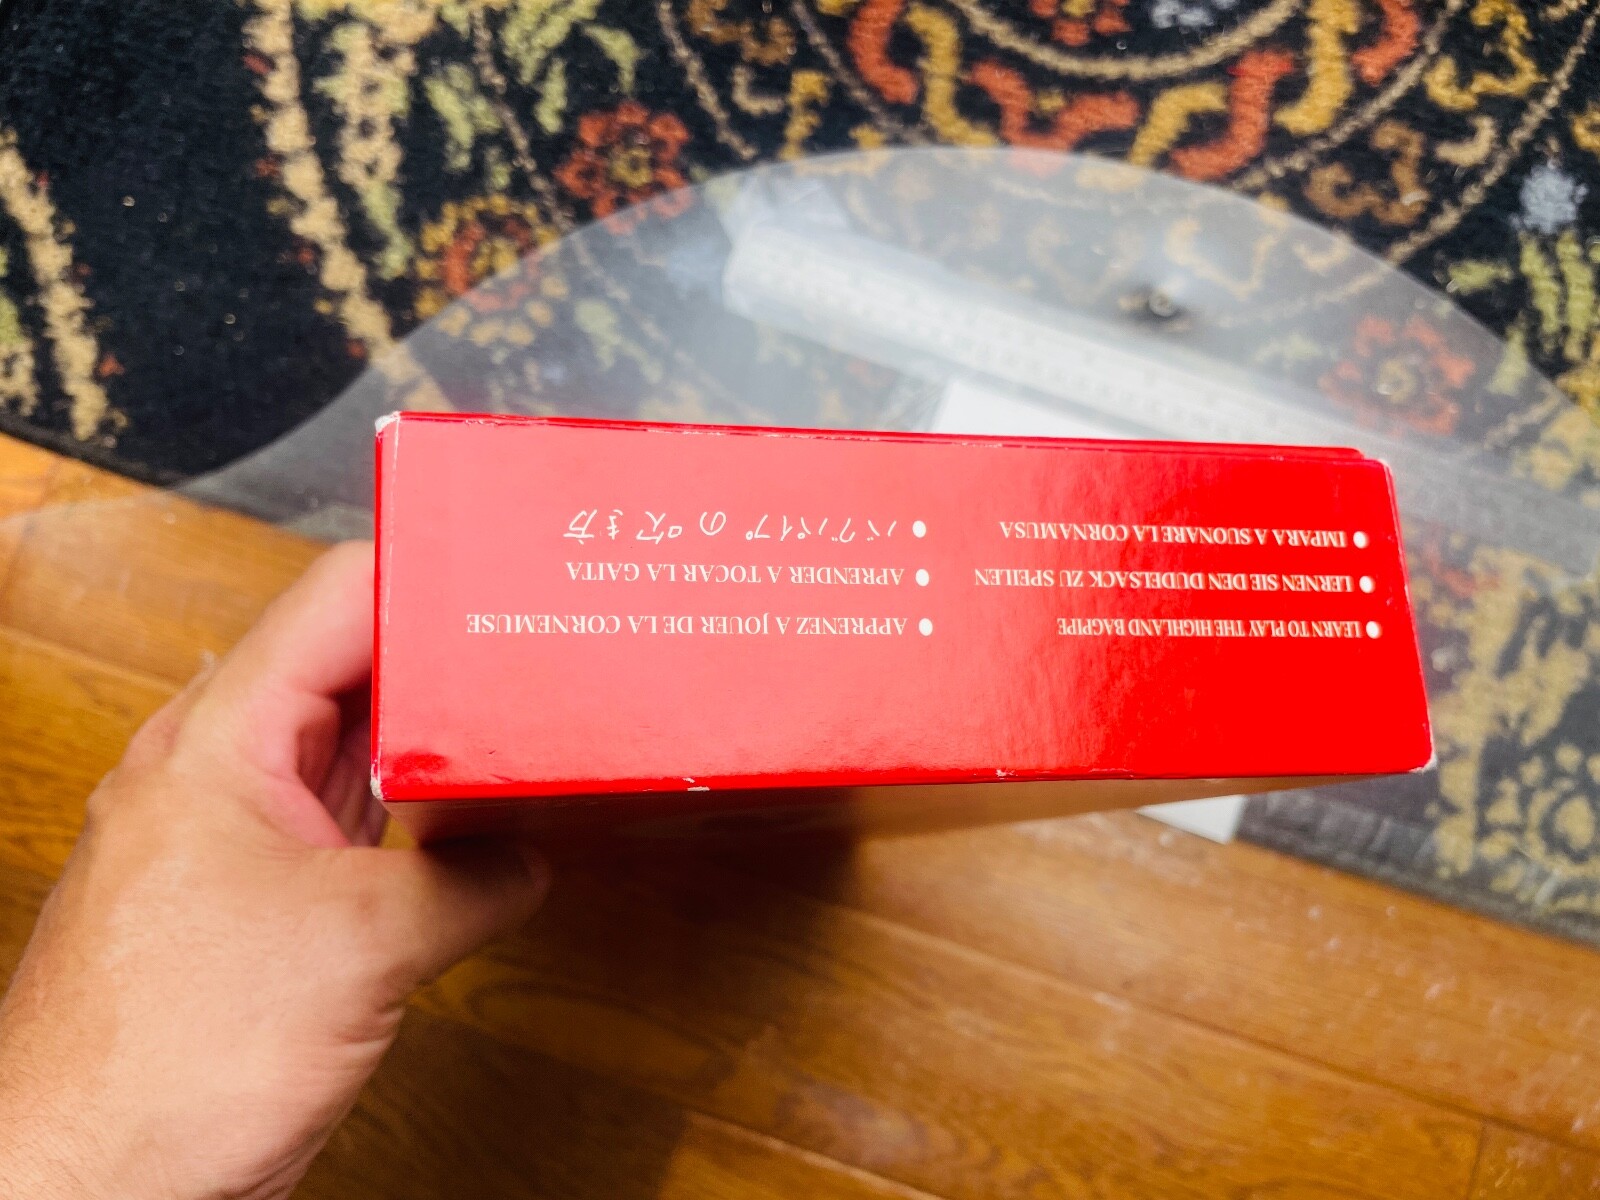 LEARN TO PLAY THE HIGHLAND BAGPIPE
LERNEN SIE DEN DUDELSACK ZU SPEILEN
IMPARA A SUONARE LA CORNAMUSA
APPRENEZ A JOUER DE LA CORNEMUSE
APRENDER A TOCAR LA GAITA
バグパイプの吹き方